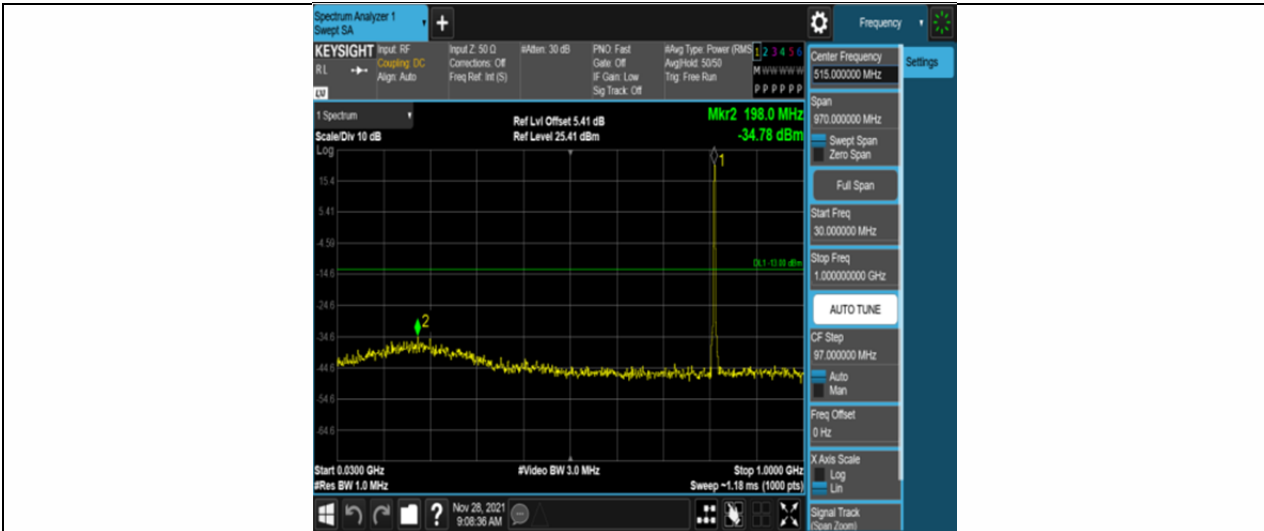 Spectrum Analyzer 1
Swept SA
+
Frequency
KEYSIGHT
RL
Input: RF
Coupling: DC
Align: Auto
Input Z: 50 Ω
Corrections: Off
Freq Ref: Int (S)
#Atten: 30 dB
PNO: Fast
Gate: Off
IF Gain: Low
Sig Track: Off
#Avg Type: Power (RMS
Avg|Hold: 50/50
Trig: Free Run
1 2 3 4 5 6
M W W W W W
P P P P P P
1 Spectrum
Scale/Div 10 dB
Log
Ref Lvl Offset 5.41 dB
Ref Level 25.41 dBm
Mkr2 198.0 MHz
-34.78 dBm
1
15.4
5.41
-4.59
DL1 -13.00 dBm
-14.6
-24.6
2
-34.6
-44.6
-54.6
-64.6
Start 0.0300 GHz
#Res BW 1.0 MHz
#Video BW 3.0 MHz
Stop 1.0000 GHz
Sweep ~1.18 ms (1000 pts)
?
Nov 28, 2021
9:08:36 AM
Center Frequency
515.000000 MHz
Settings
Span
970.000000 MHz
Swept Span
Zero Span
Full Span
Start Freq
30.000000 MHz
Stop Freq
1.000000000 GHz
AUTO TUNE
CF Step
97.000000 MHz
Auto
Man
Freq Offset
0 Hz
X Axis Scale
Log
Lin
Signal Track
(Span Zoom)